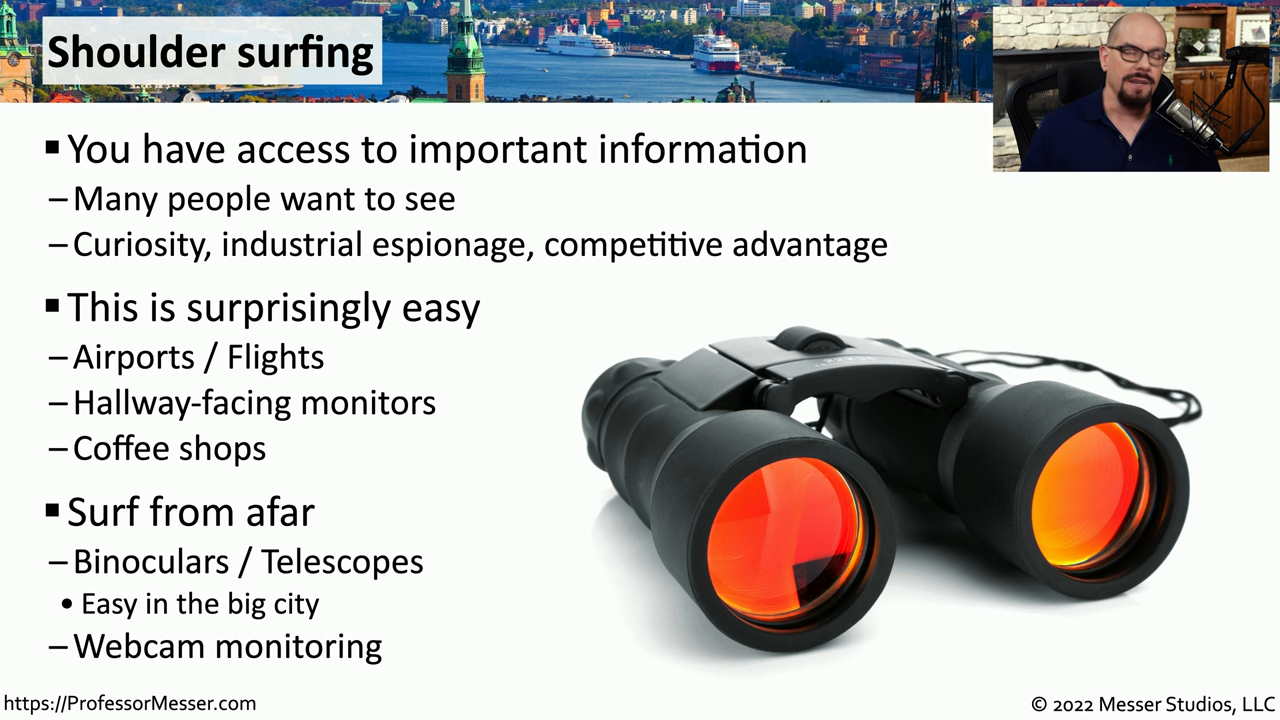 Shoulder surfing
▪ You have access to important information
– Many people want to see
– Curiosity, industrial espionage, competitive advantage
▪ This is surprisingly easy
– Airports / Flights
– Hallway-facing monitors
– Coffee shops
▪ Surf from afar
– Binoculars / Telescopes
• Easy in the big city
– Webcam monitoring
https://ProfessorMesser.com
© 2022 Messer Studios, LLC